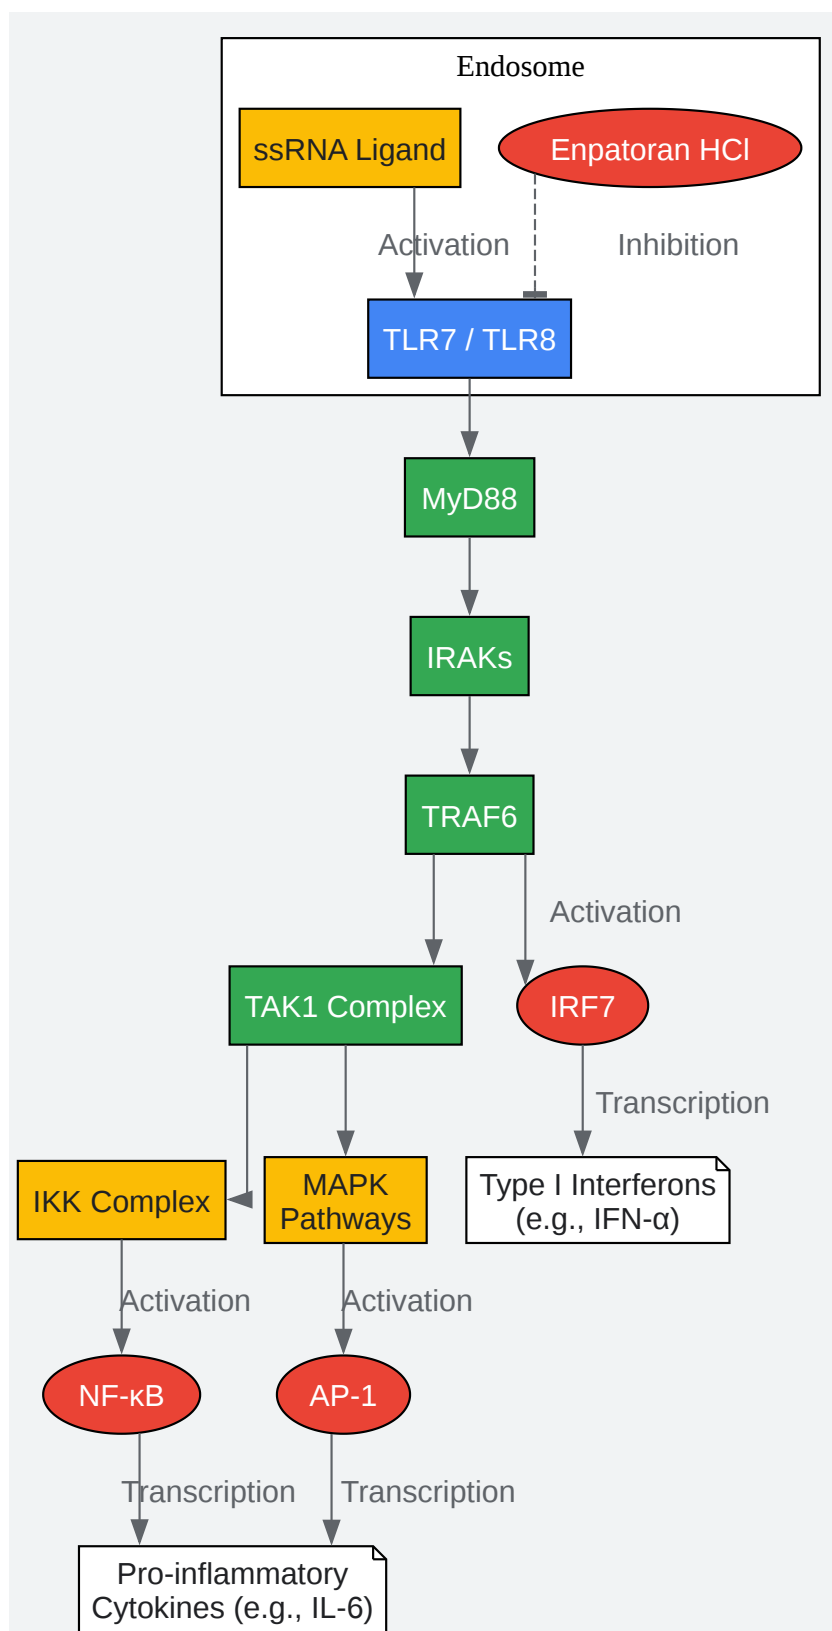 Endosome
ssRNA Ligand
Enpatoran HCl
Activation
Inhibition
TLR7 / TLR8
MyD88
IRAKs
TRAF6
Activation
TAK1 Complex
IRF7
Transcription
IKK Complex
MAPK
Pathways
Type I Interferons
(e.g., IFN-α)
Activation
Activation
NF-κB
AP-1
Transcription
Transcription
Pro-inflammatory
Cytokines (e.g., IL-6)